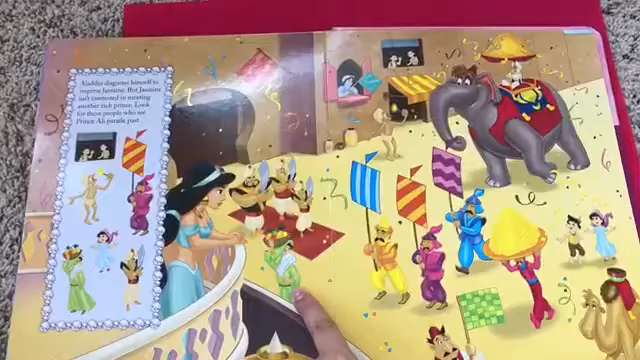 Aladdin disguises himself to
impress Jasmine. But Jasmine
isn't interested in meeting
another rich prince. Look
for these people who see
Prince Ali parade past.